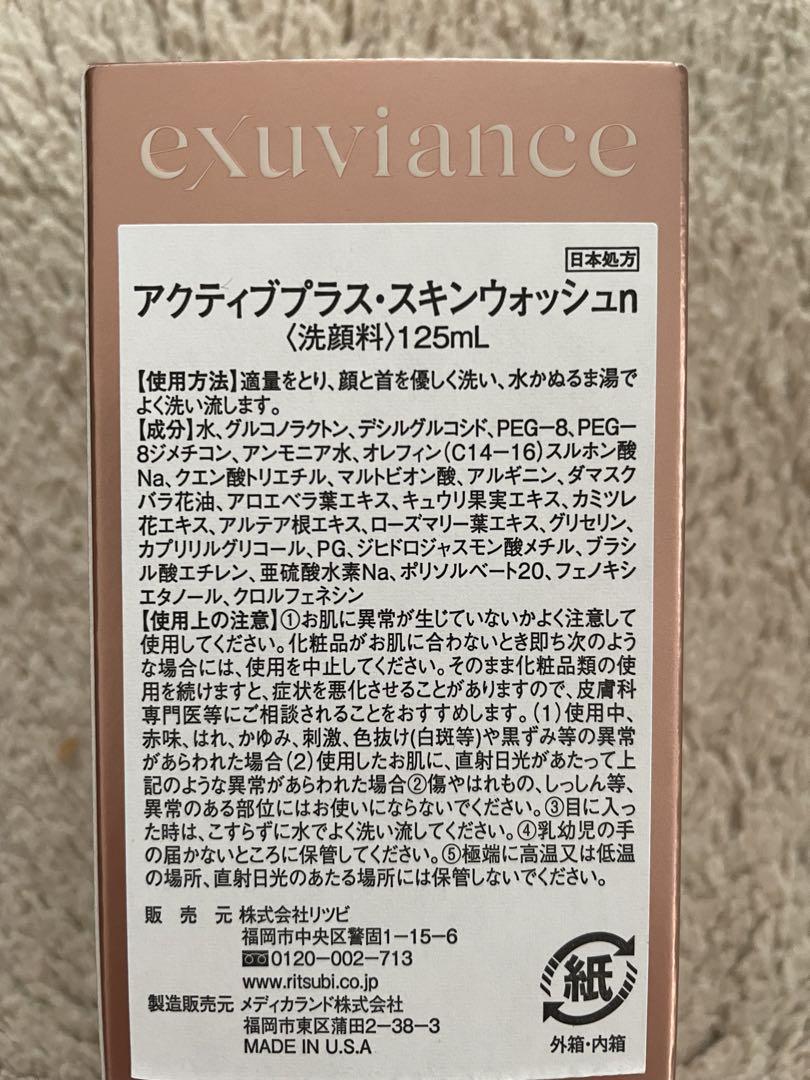 exuviance
日本処方
アクティブプラス・スキンウォッシュn
〈洗顔料〉125mL
【使用方法】適量をとり、顔と首を優しく洗い、水かぬるま湯で
よく洗い流します。
【成分】水、グルコノラクトン、デシルグルコシド、PEG−8、PEG−
8ジメチコン、アンモニア水、オレフィン(C14−16)スルホン酸
Na、クエン酸トリエチル、マルトビオン酸、アルギニン、ダマスク
バラ花油、アロエベラ葉エキス、キュウリ果実エキス、カミツレ
花エキス、アルテア根エキス、ローズマリー葉エキス、グリセリン、
カプリリルグリコール、PG、ジヒドロジャスモン酸メチル、ブラシ
ル酸エチレン、亜硫酸水素Na、ポリソルベート20、フェノキシ
エタノール、クロルフェネシン
【使用上の注意】①お肌に異常が生じていないかよく注意して
使用してください。化粧品がお肌に合わないとき即ち次のよう
な場合には、使用を中止してください。そのまま化粧品類の使
用を続けますと、症状を悪化させることがありますので、皮膚科
専門医等にご相談されることをおすすめします。(1)使用中、
赤味、はれ、かゆみ、刺激、色抜け(白斑等)や黒ずみ等の異常
があらわれた場合(2)使用したお肌に、直射日光があたって上
記のような異常があらわれた場合②傷やはれもの、しっしん等、
異常のある部位にはお使いにならないでください。③目に入っ
た時は、こすらずに水でよく洗い流してください。④乳幼児の手
の届かないところに保管してください。⑤極端に高温又は低温
の場所、直射日光のあたる場所には保管しないでください。
販売元 株式会社リツビ
福岡市中央区警固1−15−6
0120−002−713
www.ritsubi.co.jp
製造販売元 メディカランド株式会社
福岡市東区蒲田2−38−3
MADE IN U.S.A
紙
外箱・内箱